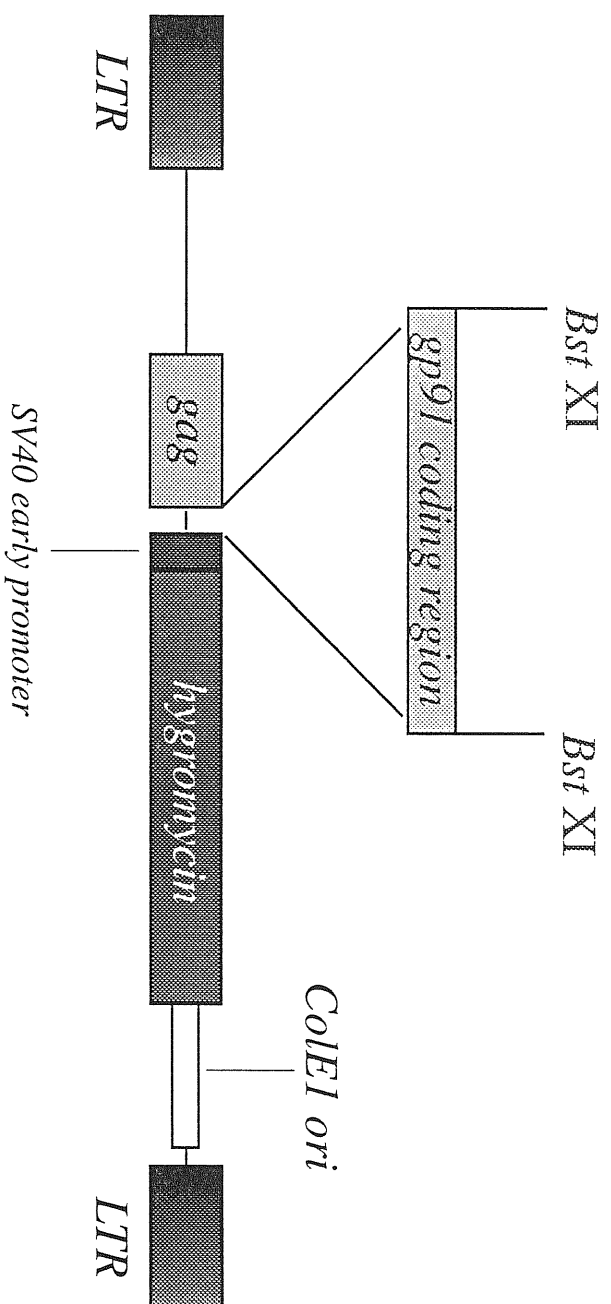 Bst XI
Bst XI
gp91 coding region
ColE1 ori
gag
hygromycin
LTR
LTR
SV40 early promoter